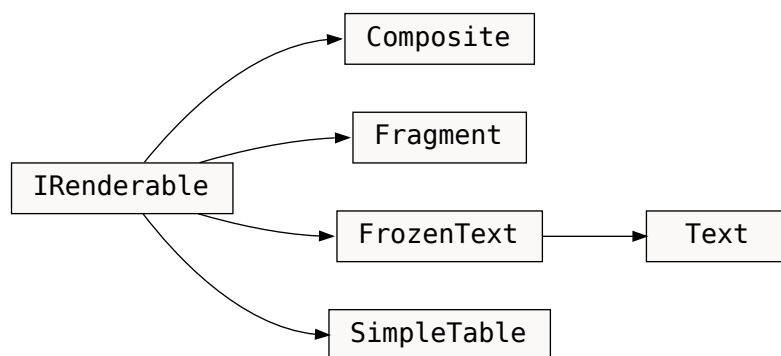 Composite
Fragment
IRenderable
FrozenText
Text
SimpleTable